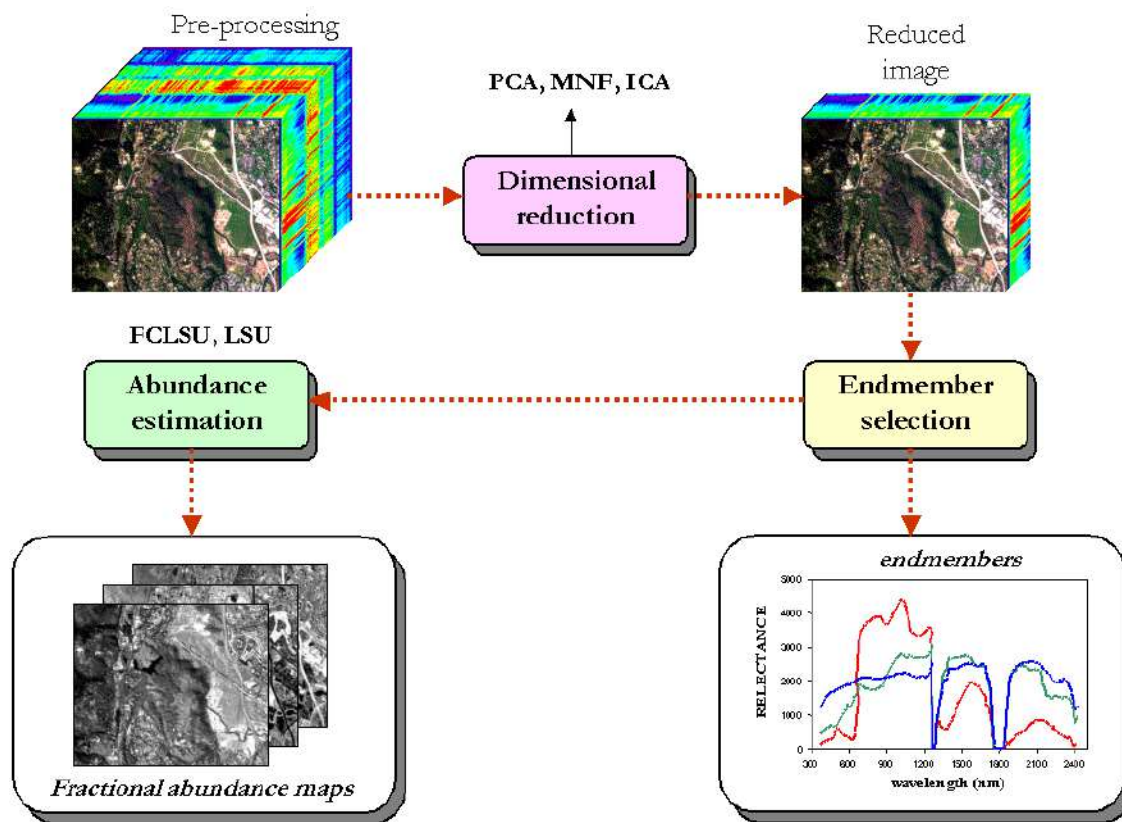 Pre-processing
PCA, MNF, ICA
Reduced
image
Dimensional
reduction
FCLSU, LSU
Abundance
estimation
Endmember
selection
Fractional abundance maps
endmembers
RELECTANCE
5000
4000
3000
2000
1000
0
300 600 900 1200 1500 1800 2100 2400
wavelength (nm)